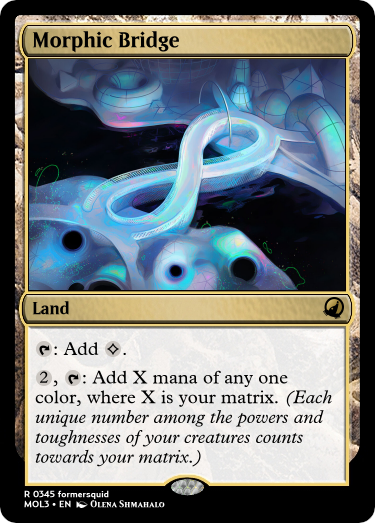 Morphic Bridge
Land
: Add .
2, : Add X mana of any one
color, where X is your matrix. (Each
unique number among the powers and
toughnesses of your creatures counts
towards your matrix.)
R 0345 formersquid
MOL3 • EN Olena Shmahalo